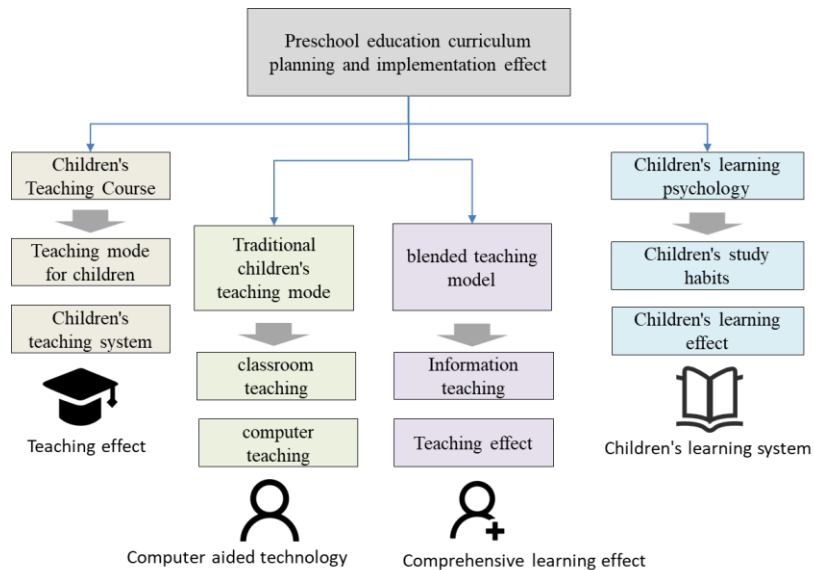 Preschool education curriculum
planning and implementation effect
Children's
Teaching Course
Teaching mode
for children
Children's
teaching system
Teaching effect
Traditional
children's
teaching mode
classroom
teaching
computer
teaching
Computer aided technology
blended teaching
model
Information
teaching
Teaching effect
Comprehensive learning effect
Children's learning
psychology
Children's study
habits
Children's learning
effect
Children's learning system